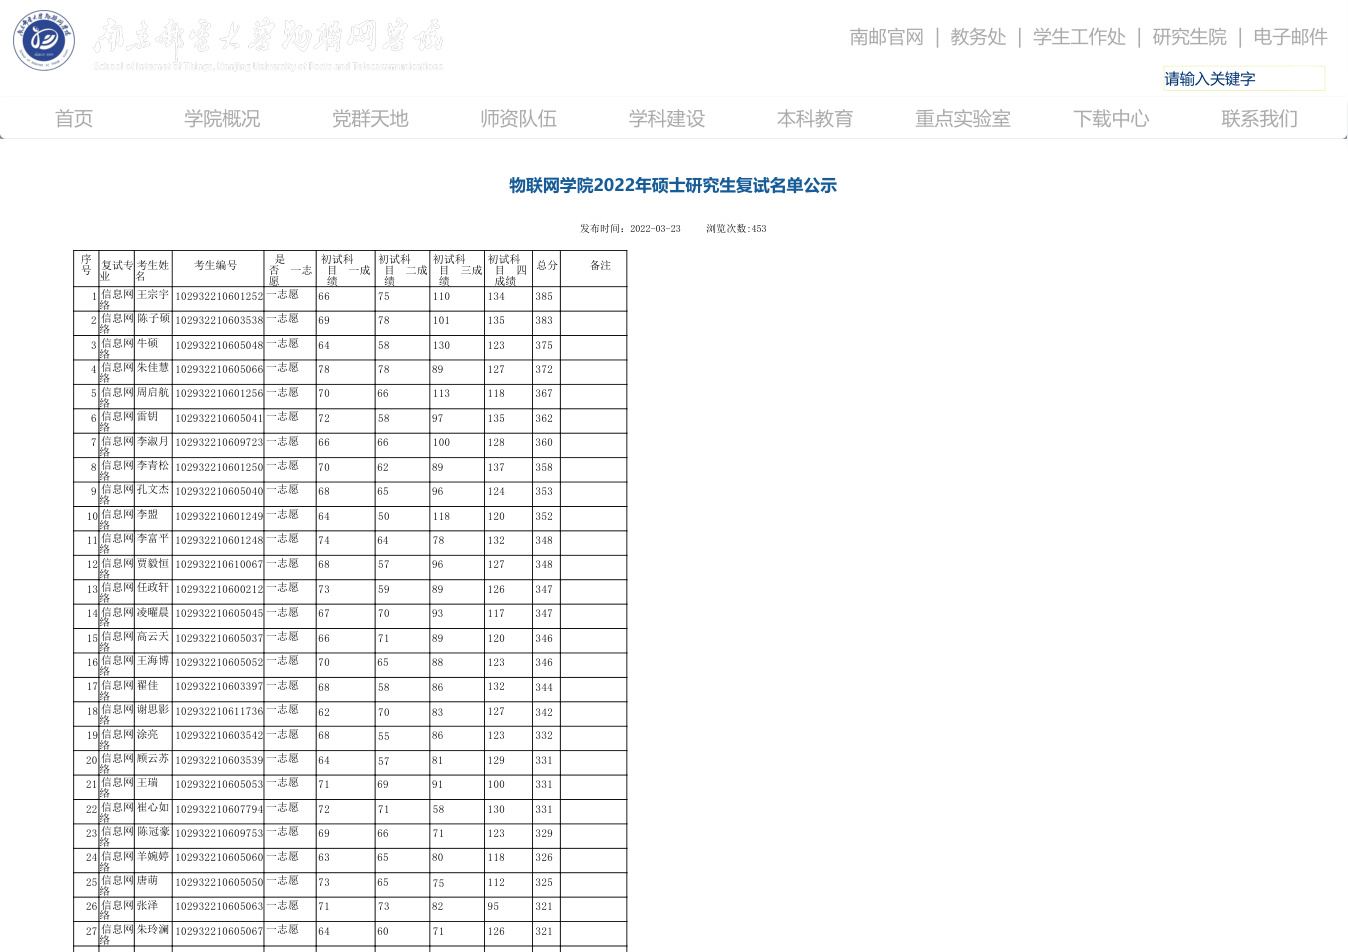 南京邮电大学物联网学院
School of Internet of Things, Nanjing University of Posts and Telecommunications
南邮官网 | 教务处 | 学生工作处 | 研究生院 | 电子邮件
请输入关键字
首页 学院概况 党群天地 师资队伍 学科建设 本科教育 重点实验室 下载中心 联系我们
物联网学院2022年硕士研究生复试名单公示
发布时间：2022-03-23 浏览次数:453
序号 复试专业 考生姓名 考生编号 是否一志愿 初试科目一成绩 初试科目二成绩 初试科目三成绩 初试科目四成绩 总分 备注
1 信息网络 王宗宇 102932210601252 一志愿 66 75 110 134 385
2 信息网络 陈子硕 102932210603538 一志愿 69 78 101 135 383
3 信息网络 牛硕 102932210605048 一志愿 64 58 130 123 375
4 信息网络 朱佳慧 102932210605066 一志愿 78 78 89 127 372
5 信息网络 周启航 102932210601256 一志愿 70 66 113 118 367
6 信息网络 雷钥 102932210605041 一志愿 72 58 97 135 362
7 信息网络 李淑月 102932210609723 一志愿 66 66 100 128 360
8 信息网络 李青松 102932210601250 一志愿 70 62 89 137 358
9 信息网络 孔文杰 102932210605040 一志愿 68 65 96 124 353
10 信息网络 李盟 102932210601249 一志愿 64 50 118 120 352
11 信息网络 李富平 102932210601248 一志愿 74 64 78 132 348
12 信息网络 贾毅恒 102932210610067 一志愿 68 57 96 127 348
13 信息网络 任政轩 102932210600212 一志愿 73 59 89 126 347
14 信息网络 凌曜晨 102932210605045 一志愿 67 70 93 117 347
15 信息网络 高云天 102932210605037 一志愿 66 71 89 120 346
16 信息网络 王海博 102932210605052 一志愿 70 65 88 123 346
17 信息网络 翟佳 102932210603397 一志愿 68 58 86 132 344
18 信息网络 谢思影 102932210611736 一志愿 62 70 83 127 342
19 信息网络 涂亮 102932210603542 一志愿 68 55 86 123 332
20 信息网络 顾云苏 102932210603539 一志愿 64 57 81 129 331
21 信息网络 王瑞 102932210605053 一志愿 71 69 91 100 331
22 信息网络 崔心如 102932210607794 一志愿 72 71 58 130 331
23 信息网络 陈冠豪 102932210609753 一志愿 69 66 71 123 329
24 信息网络 羊婉婷 102932210605060 一志愿 63 65 80 118 326
25 信息网络 唐萌 102932210605050 一志愿 73 65 75 112 325
26 信息网络 张泽 102932210605063 一志愿 71 73 82 95 321
27 信息网络 朱玲澜 102932210605067 一志愿 64 60 71 126 321